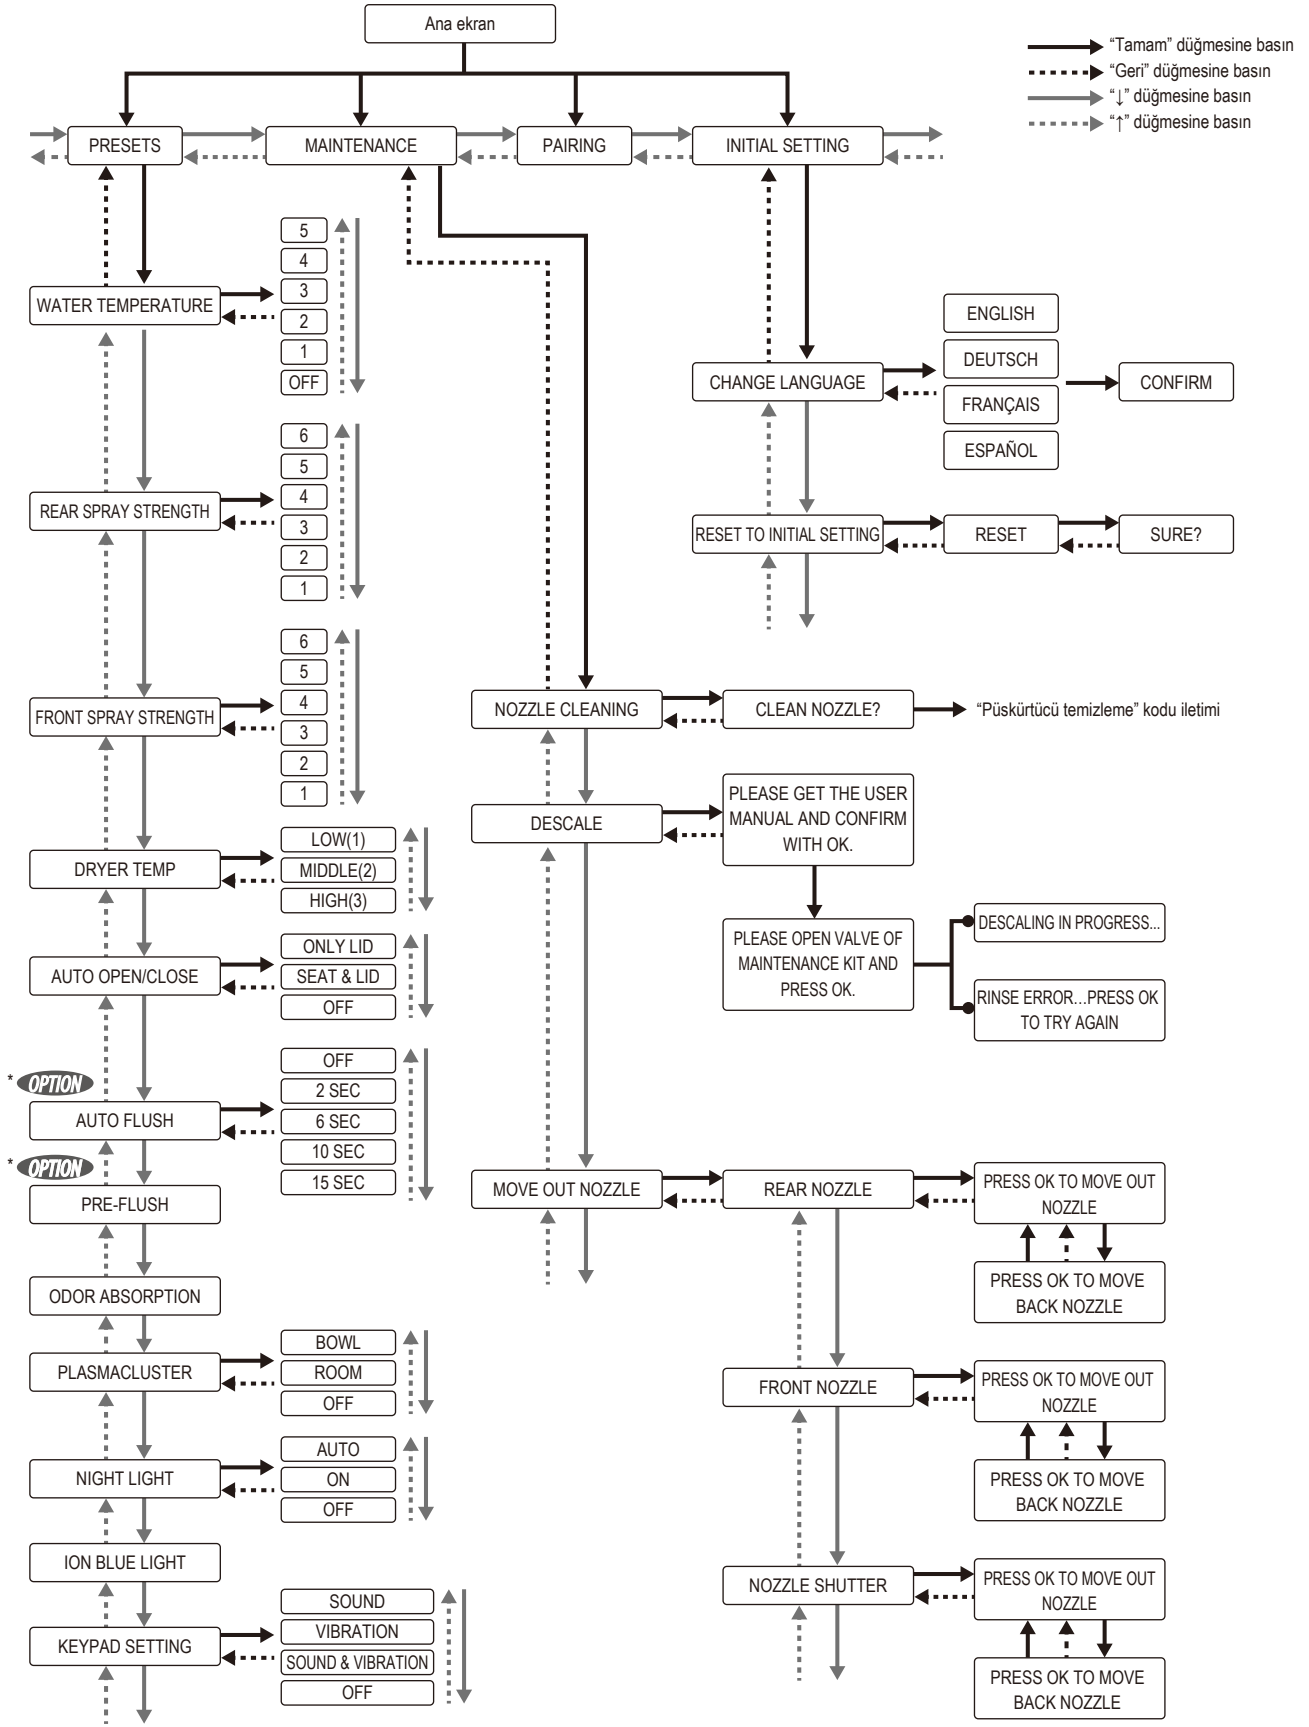 Ana ekran
“Tamam” düğmesine basın
“Geri” düğmesine basın
“↓” düğmesine basın
“↑” düğmesine basın
PRESETS
MAINTENANCE
PAIRING
INITIAL SETTING
WATER TEMPERATURE
5
4
3
2
1
OFF
REAR SPRAY STRENGTH
6
5
4
3
2
1
FRONT SPRAY STRENGTH
6
5
4
3
2
1
DRYER TEMP
LOW(1)
MIDDLE(2)
HIGH(3)
AUTO OPEN/CLOSE
ONLY LID
SEAT & LID
OFF
* OPTION
AUTO FLUSH
OFF
2 SEC
6 SEC
10 SEC
15 SEC
* OPTION
PRE-FLUSH
ODOR ABSORPTION
PLASMACLUSTER
BOWL
ROOM
OFF
NIGHT LIGHT
AUTO
ON
OFF
ION BLUE LIGHT
KEYPAD SETTING
SOUND
VIBRATION
SOUND & VIBRATION
OFF
CHANGE LANGUAGE
ENGLISH
DEUTSCH
FRANÇAIS
ESPAÑOL
CONFIRM
RESET TO INITIAL SETTING
RESET
SURE?
NOZZLE CLEANING
CLEAN NOZZLE?
“Püskürtücü temizleme” kodu iletimi
DESCALE
PLEASE GET THE USER
MANUAL AND CONFIRM
WITH OK.
PLEASE OPEN VALVE OF
MAINTENANCE KIT AND
PRESS OK.
DESCALING IN PROGRESS...
RINSE ERROR...PRESS OK
TO TRY AGAIN
MOVE OUT NOZZLE
REAR NOZZLE
PRESS OK TO MOVE OUT
NOZZLE
PRESS OK TO MOVE
BACK NOZZLE
FRONT NOZZLE
PRESS OK TO MOVE OUT
NOZZLE
PRESS OK TO MOVE
BACK NOZZLE
NOZZLE SHUTTER
PRESS OK TO MOVE OUT
NOZZLE
PRESS OK TO MOVE
BACK NOZZLE